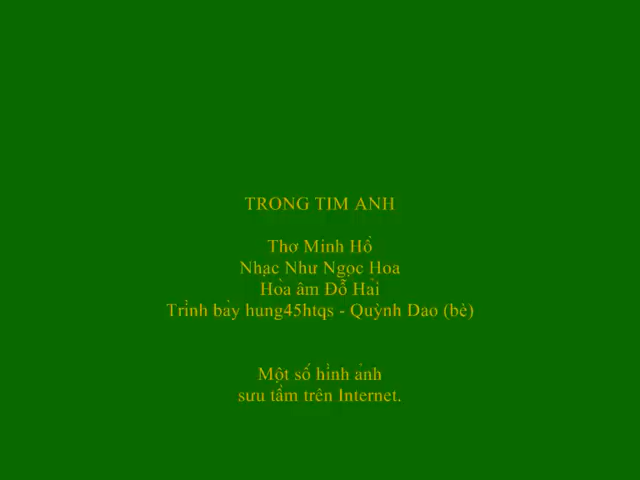 TRONG TIM ANH
Thơ Minh Hồ
Nhạc Như Ngọc Hoa
Hòa âm Đỗ Hải
Trình bày hung45htqs - Quỳnh Dao (bè)
Một số hình ảnh
sưu tầm trên Internet.